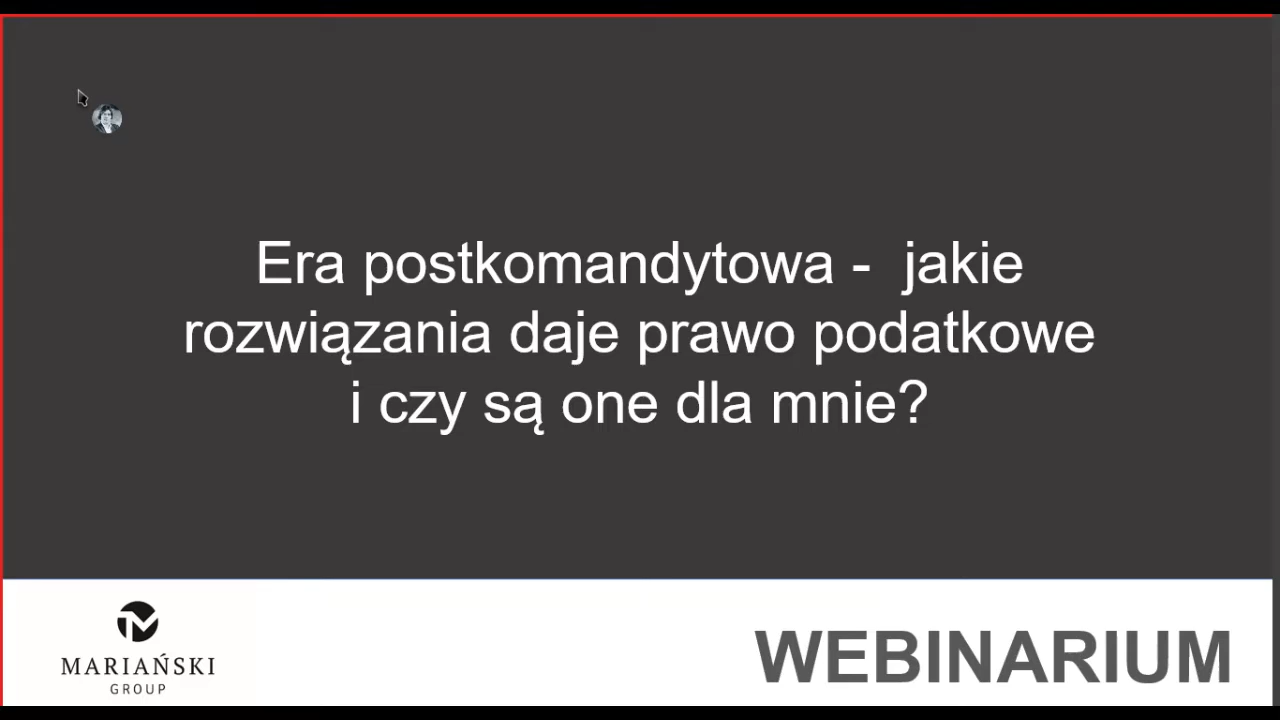 Era postkomandytowa -  jakie
rozwiązania daje prawo podatkowe
i czy są one dla mnie?
MARIAŃSKI
GROUP
WEBINARIUM